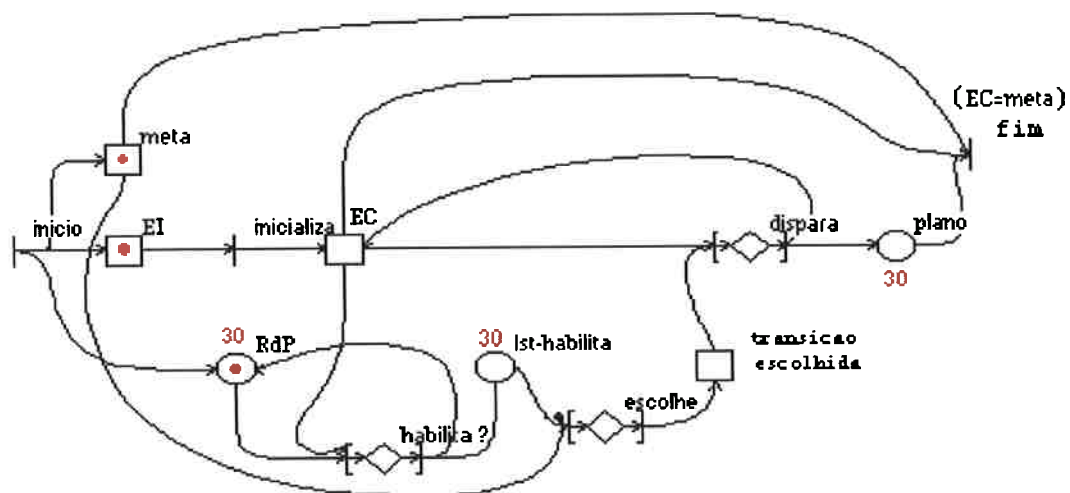 (EC=meta)
fim
meta
inicio
EI
inicializa
EC
dispara
plano
30
30
RdP
30
lst-habilita
transicao
escolhida
escolhe
habilita ?